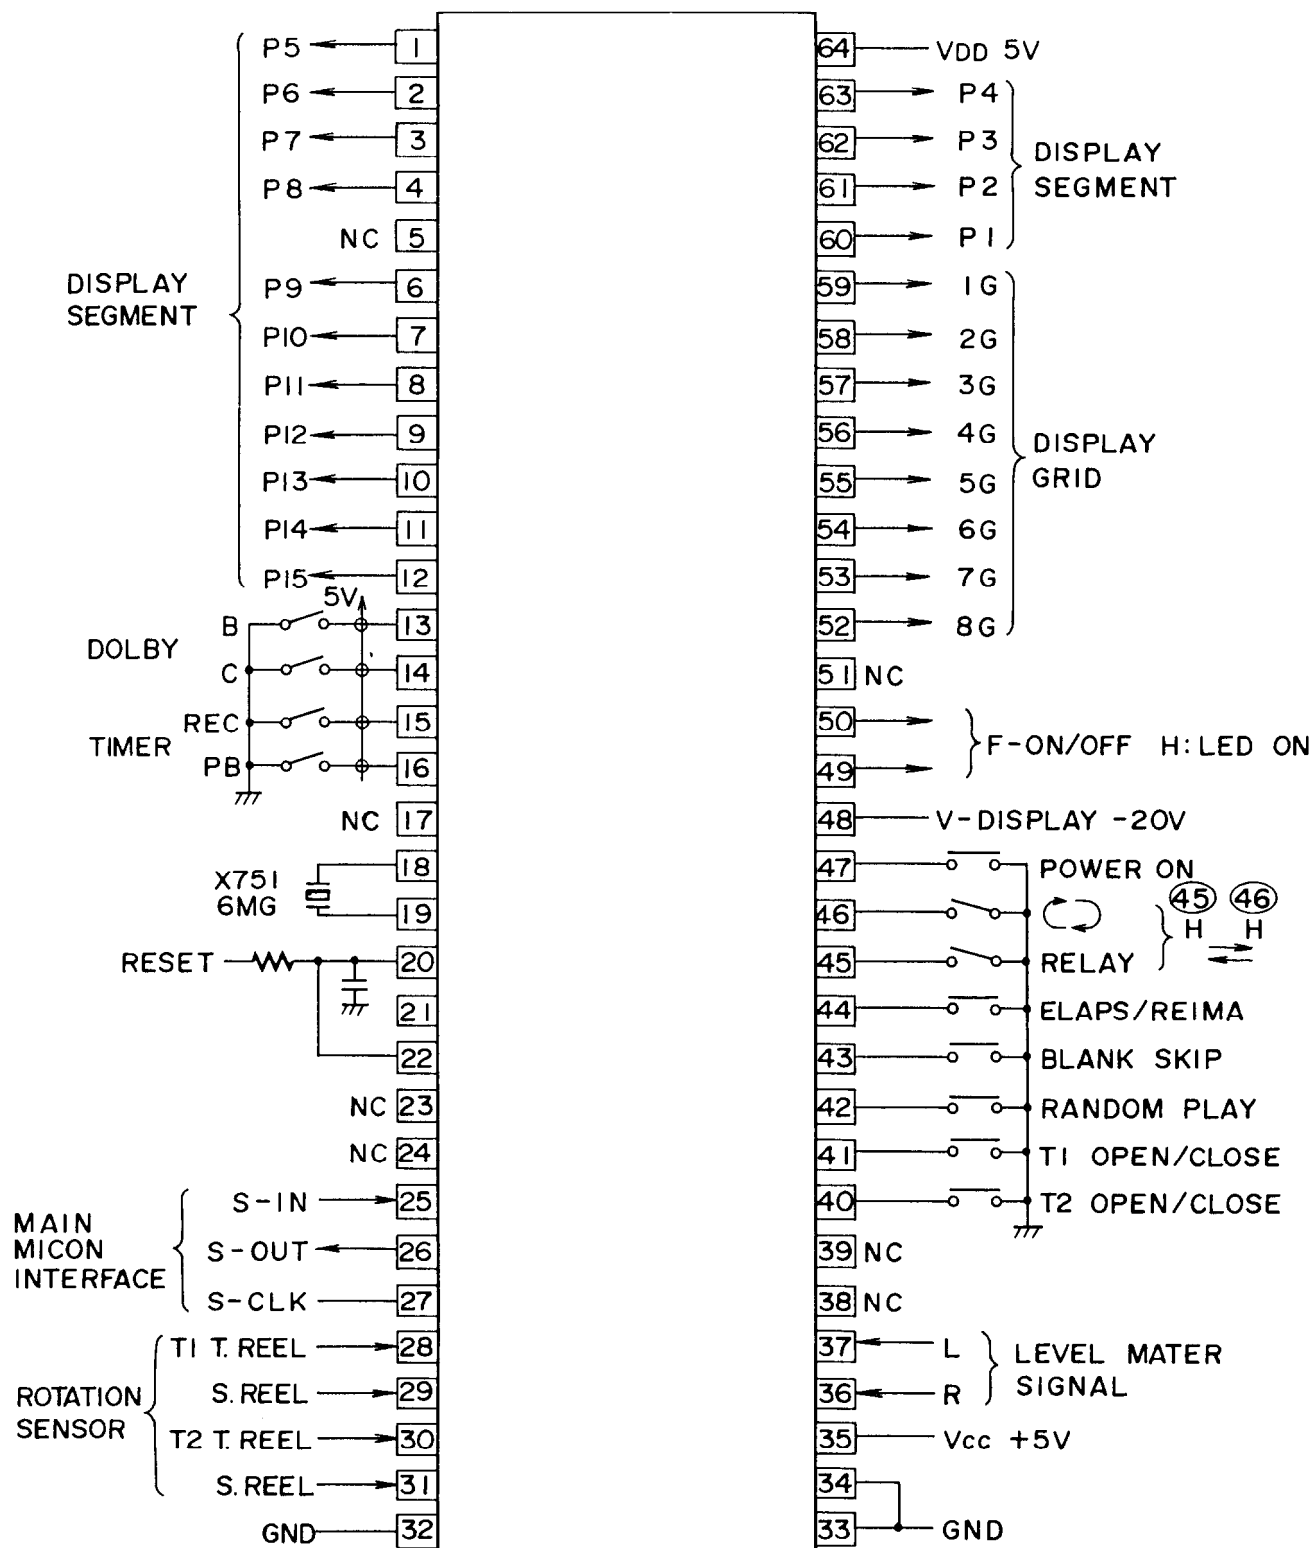 P5 1
P6 2
P7 3
P8 4
NC 5
DISPLAY
SEGMENT
P9 6
P10 7
P11 8
P12 9
P13 10
P14 11
P15 12
5V
DOLBY
B 13
C 14
TIMER
REC 15
PB 16
NC 17
X751
6MG
18
19
RESET 20
21
22
NC 23
NC 24
MAIN
MICON
INTERFACE
S-IN 25
S-OUT 26
S-CLK 27
ROTATION
SENSOR
T1 T. REEL 28
S. REEL 29
T2 T. REEL 30
S. REEL 31
GND 32
64 VDD 5V
63 P4
62 P3
61 P2
60 P1
DISPLAY
SEGMENT
59 1G
58 2G
57 3G
56 4G
55 5G
54 6G
53 7G
52 8G
DISPLAY
GRID
51 NC
50
49
F-ON/OFF H:LED ON
48 V-DISPLAY -20V
47 POWER ON
46
45 RELAY
45 46
H H
44 ELAPS/REIMA
43 BLANK SKIP
42 RANDOM PLAY
41 T1 OPEN/CLOSE
40 T2 OPEN/CLOSE
39 NC
38 NC
37 L
36 R
LEVEL MATER
SIGNAL
35 Vcc +5V
34
33 GND